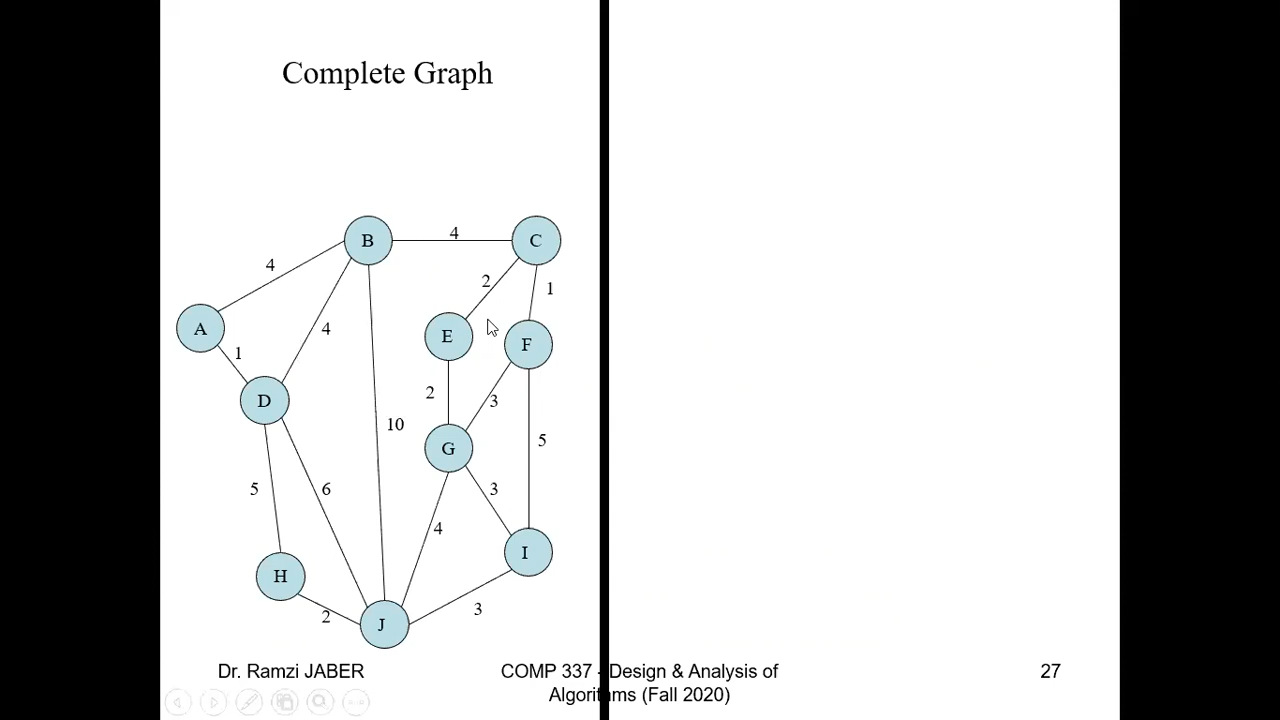 Complete Graph
B
4
C
4
2
1
A
4
E
F
1
D
2
3
10
5
G
5
6
3
4
H
I
2
J
3
Dr. Ramzi JABER
COMP 337 - Design & Analysis of
Algorithms (Fall 2020)
27